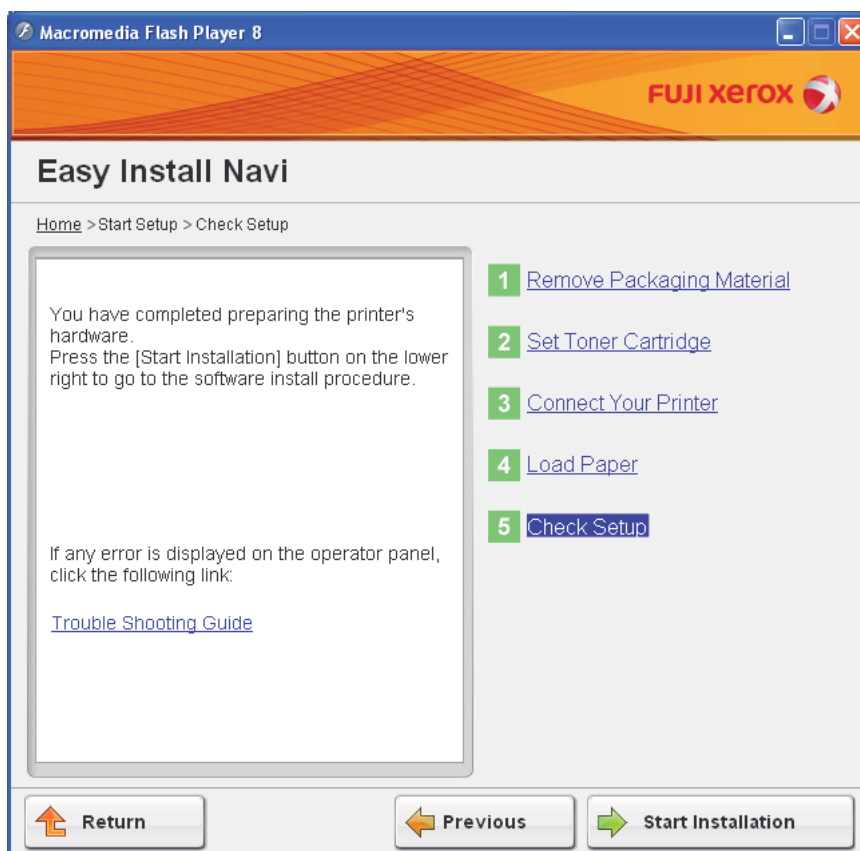 Macromedia Flash Player 8
FUJI xerox
Easy Install Navi
Home > Start Setup > Check Setup
You have completed preparing the printer's
hardware.
Press the [Start Installation] button on the lower
right to go to the software install procedure.
If any error is displayed on the operator panel,
click the following link:
Trouble Shooting Guide
1 Remove Packaging Material
2 Set Toner Cartridge
3 Connect Your Printer
4 Load Paper
5 Check Setup
Return
Previous
Start Installation